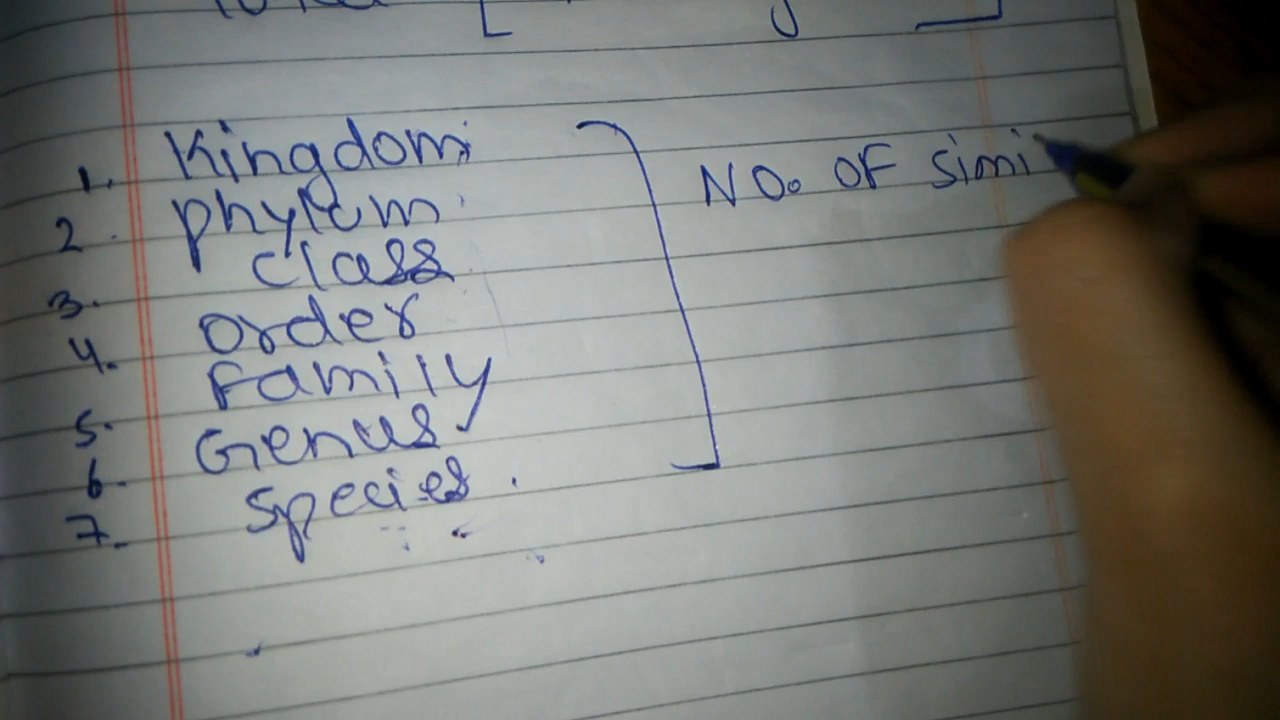 1. Kingdom
2. phylum
3. class
4. order
5. Family
6. Genus
7. species.
NO. OF simi